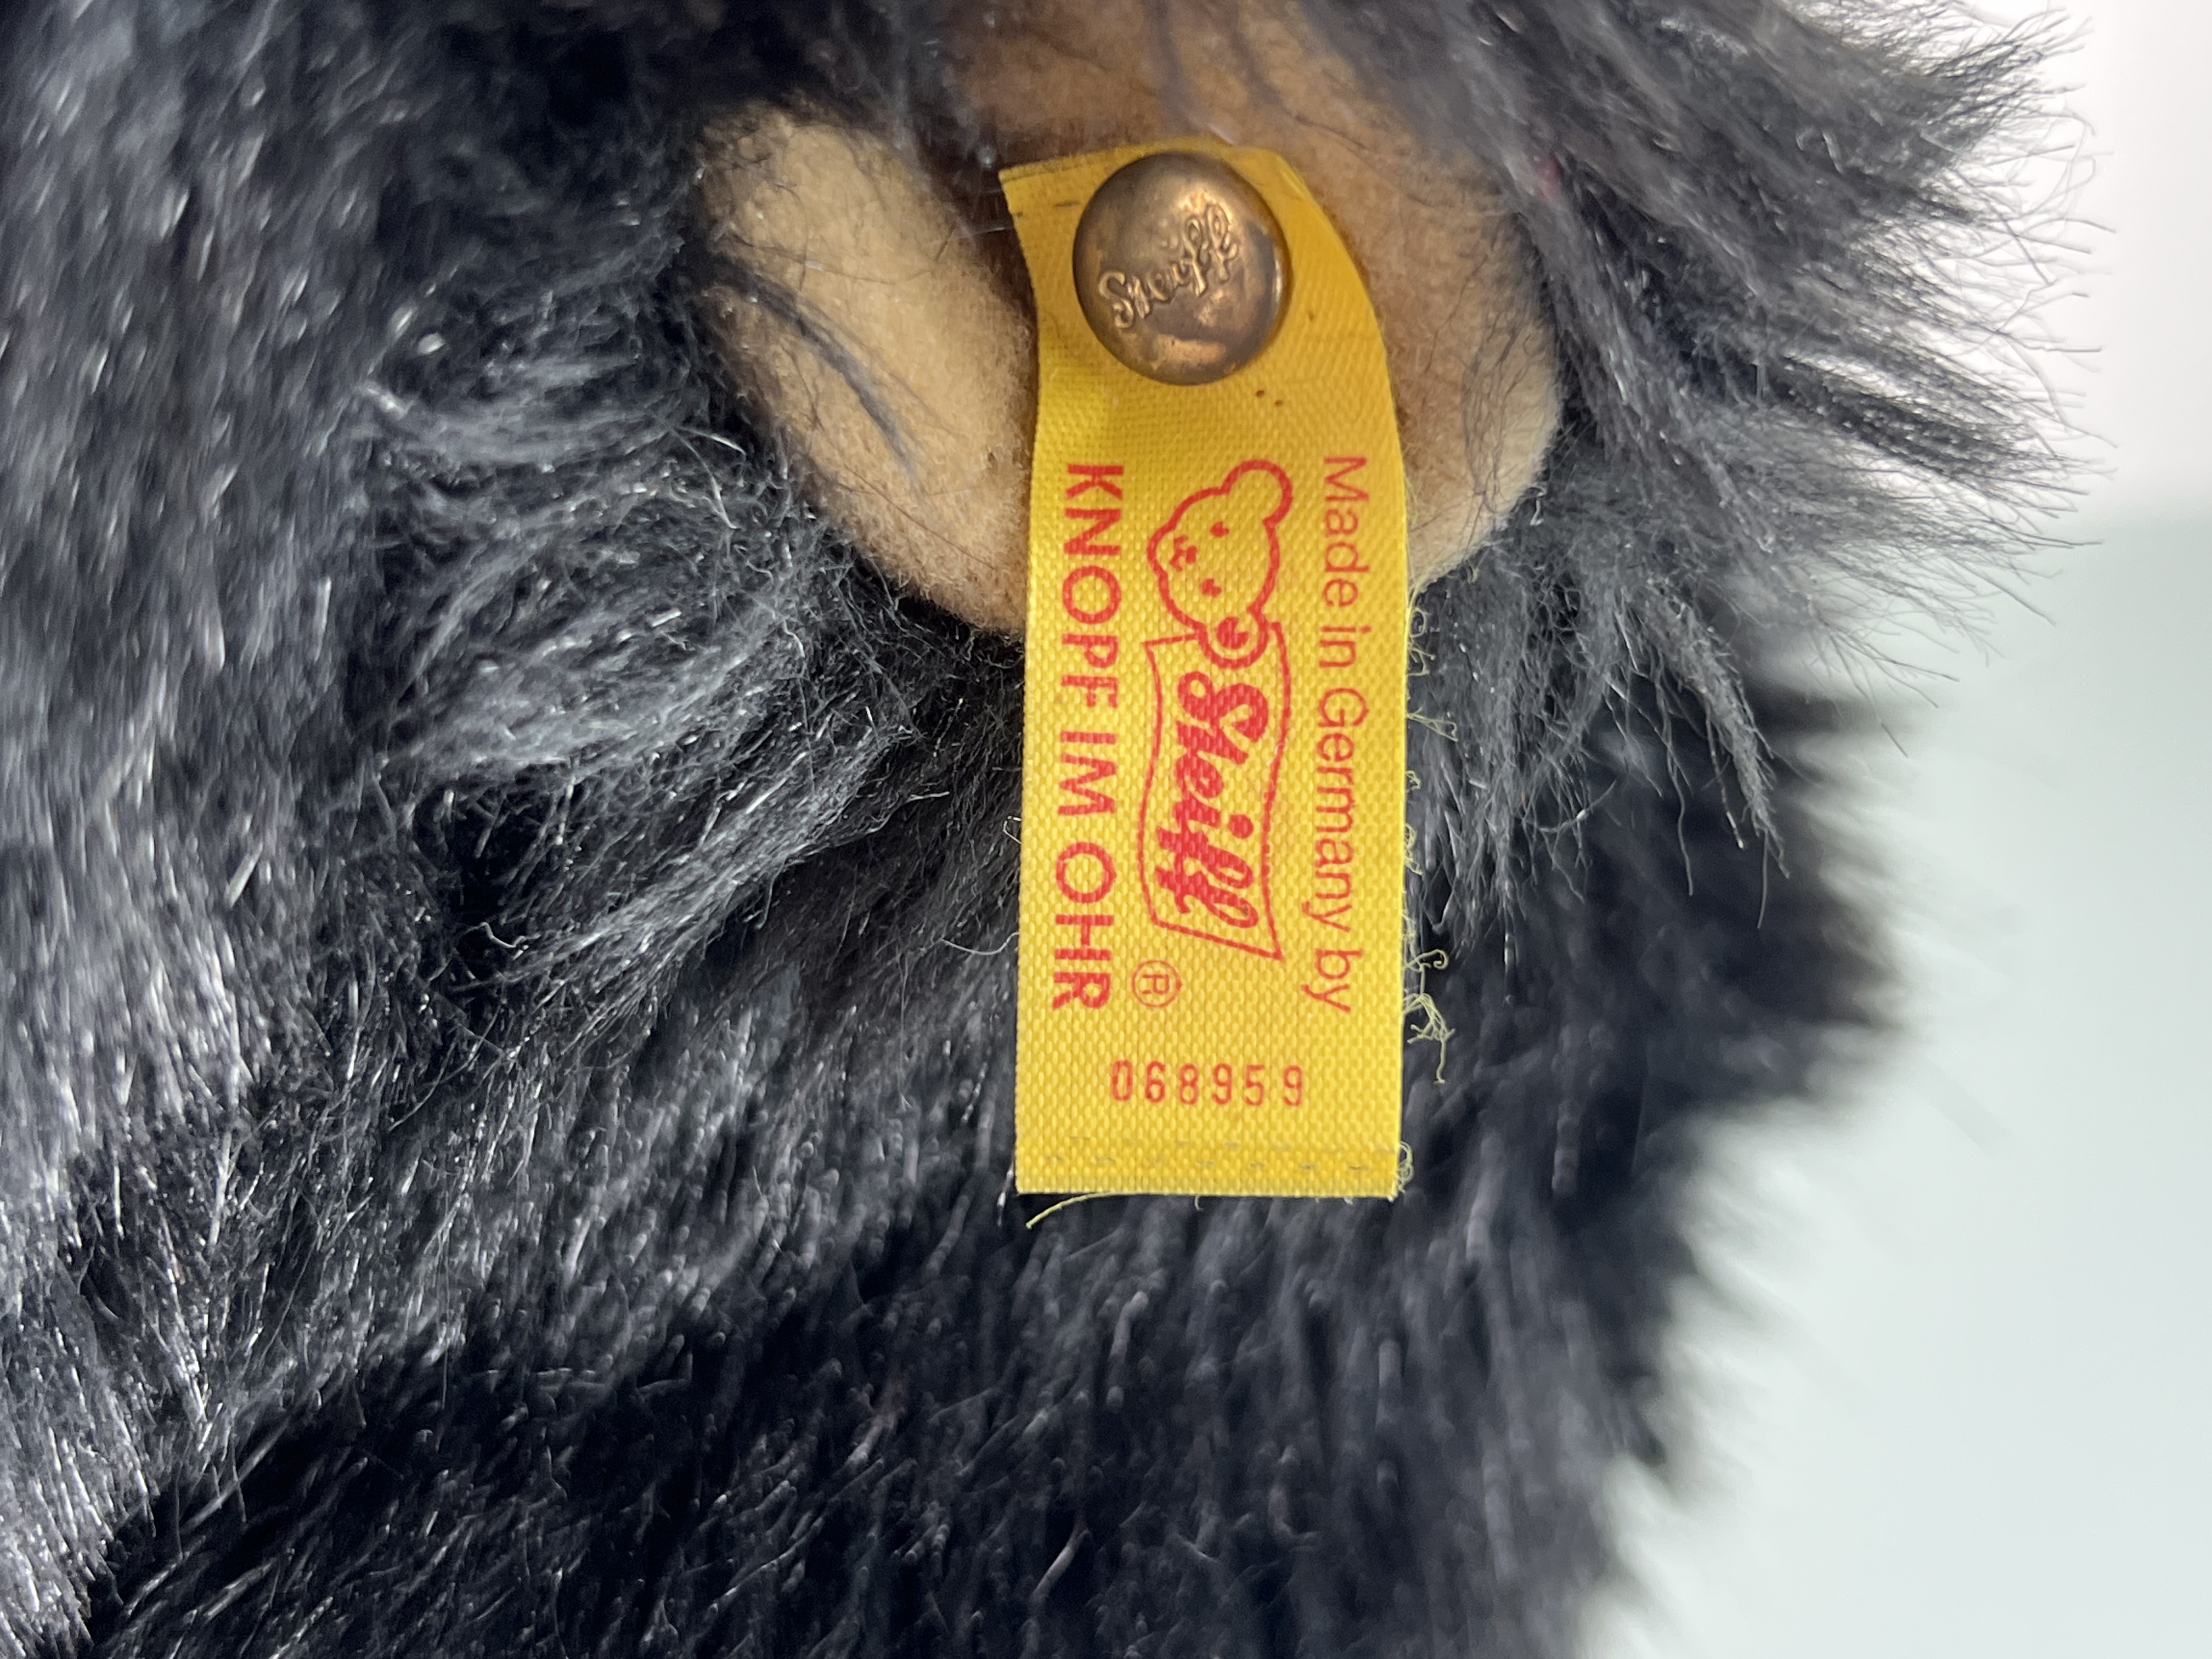 Steiff
Made in Germany by
Steiff
®
KNOPF IM OHR
068959